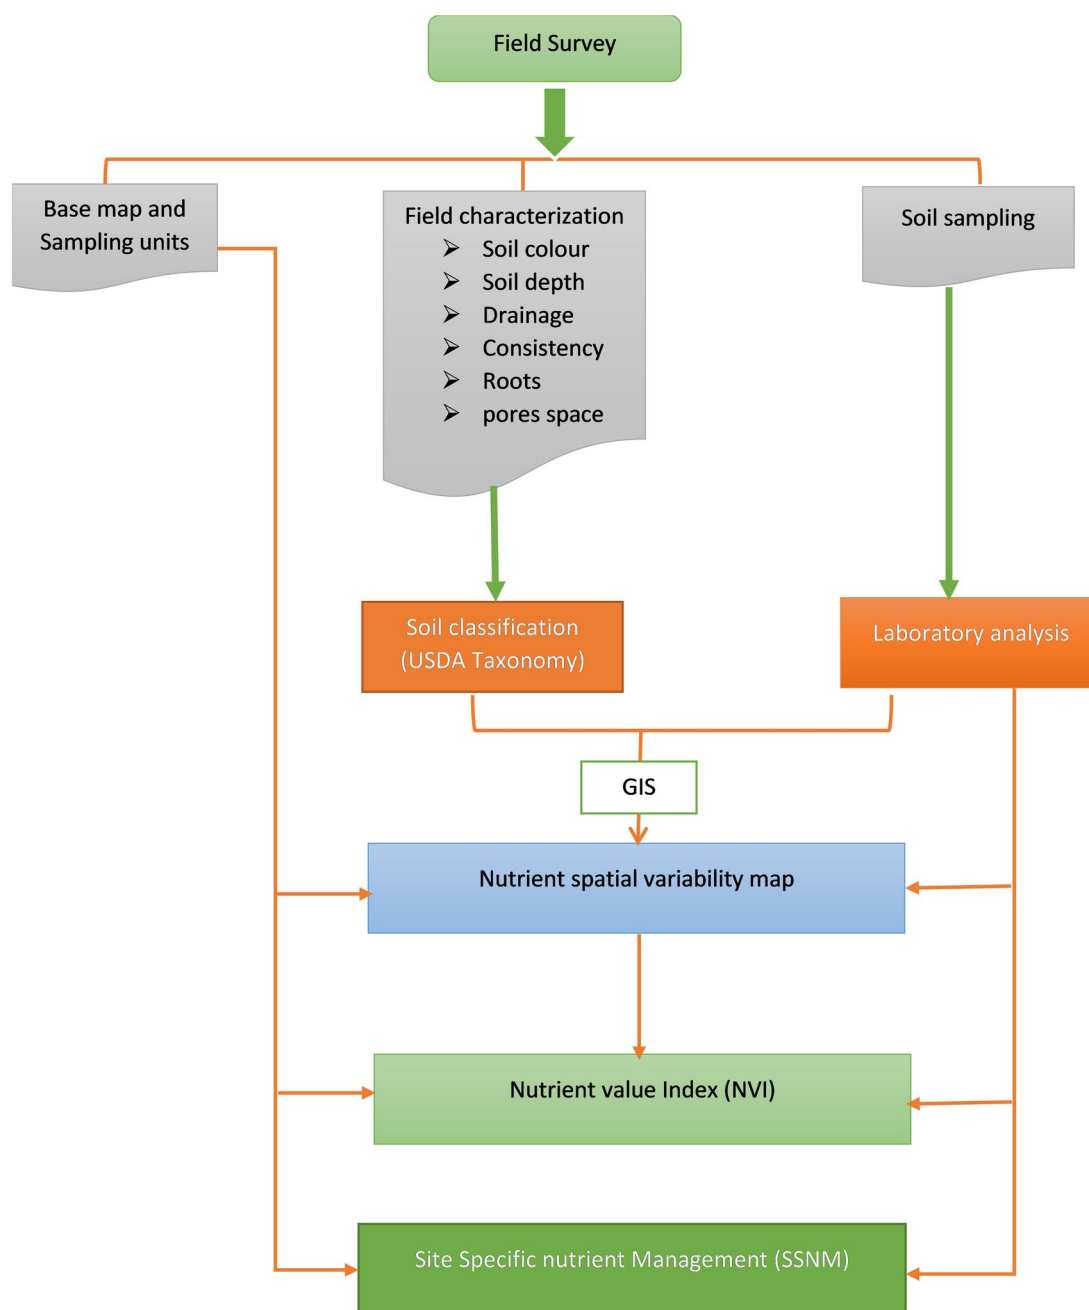 Field Survey
Base map and
Sampling units
Field characterization
Soil colour
Soil depth
Drainage
Consistency
Roots
pores space
Soil sampling
Soil classification
(USDA Taxonomy)
Laboratory analysis
GIS
Nutrient spatial variability map
Nutrient value Index (NVI)
Site Specific nutrient Management (SSNM)